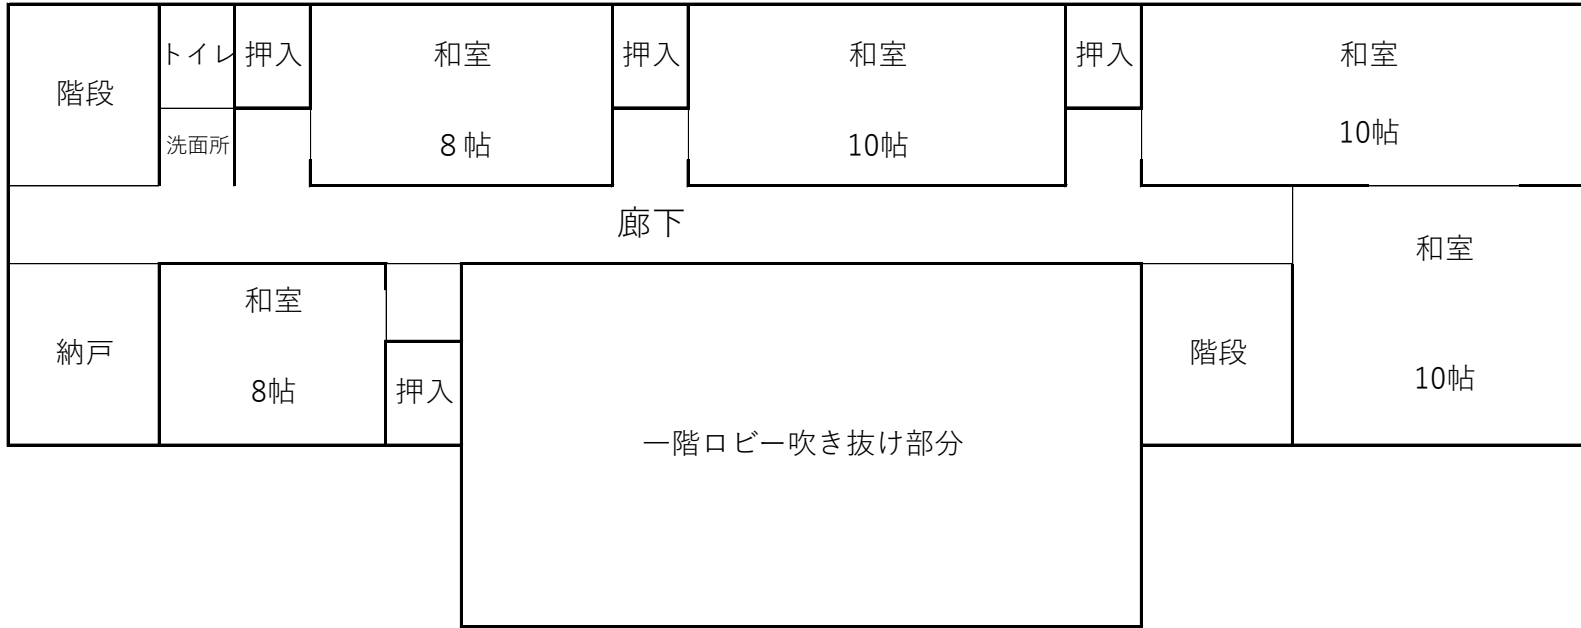 階段
トイレ
洗面所
押入
和室
８帖
押入
和室
10帖
押入
和室
10帖
廊下
和室
10帖
納戸
和室
8帖
押入
一階ロビー吹き抜け部分
階段